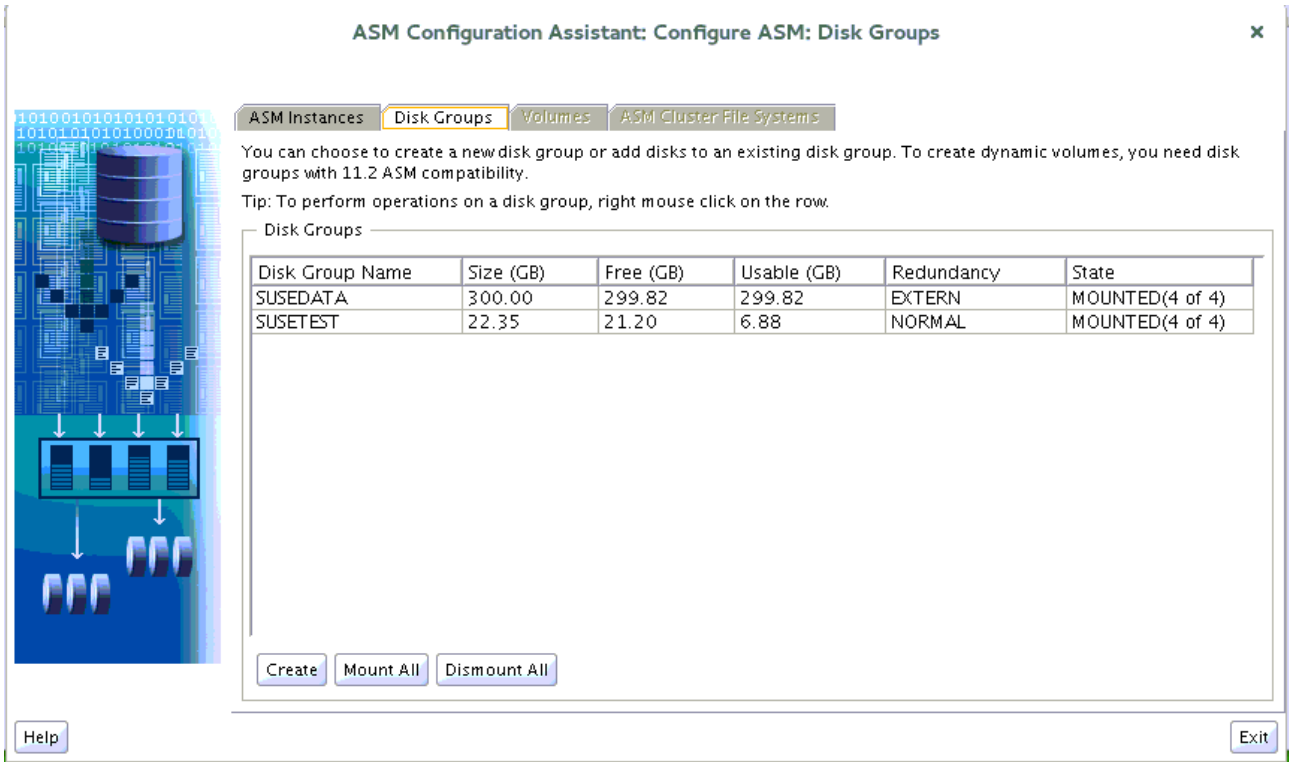 ASM Configuration Assistant: Configure ASM: Disk Groups
ASM Instances Disk Groups Volumes ASM Cluster File Systems
You can choose to create a new disk group or add disks to an existing disk group. To create dynamic volumes, you need disk
groups with 11.2 ASM compatibility.
Tip: To perform operations on a disk group, right mouse click on the row.
Disk Groups
Disk Group Name Size (GB) Free (GB) Usable (GB) Redundancy State
SUSEDATA 300.00 299.82 299.82 EXTERN MOUNTED(4 of 4)
SUSETEST 22.35 21.20 6.88 NORMAL MOUNTED(4 of 4)
Create Mount All Dismount All
Help Exit